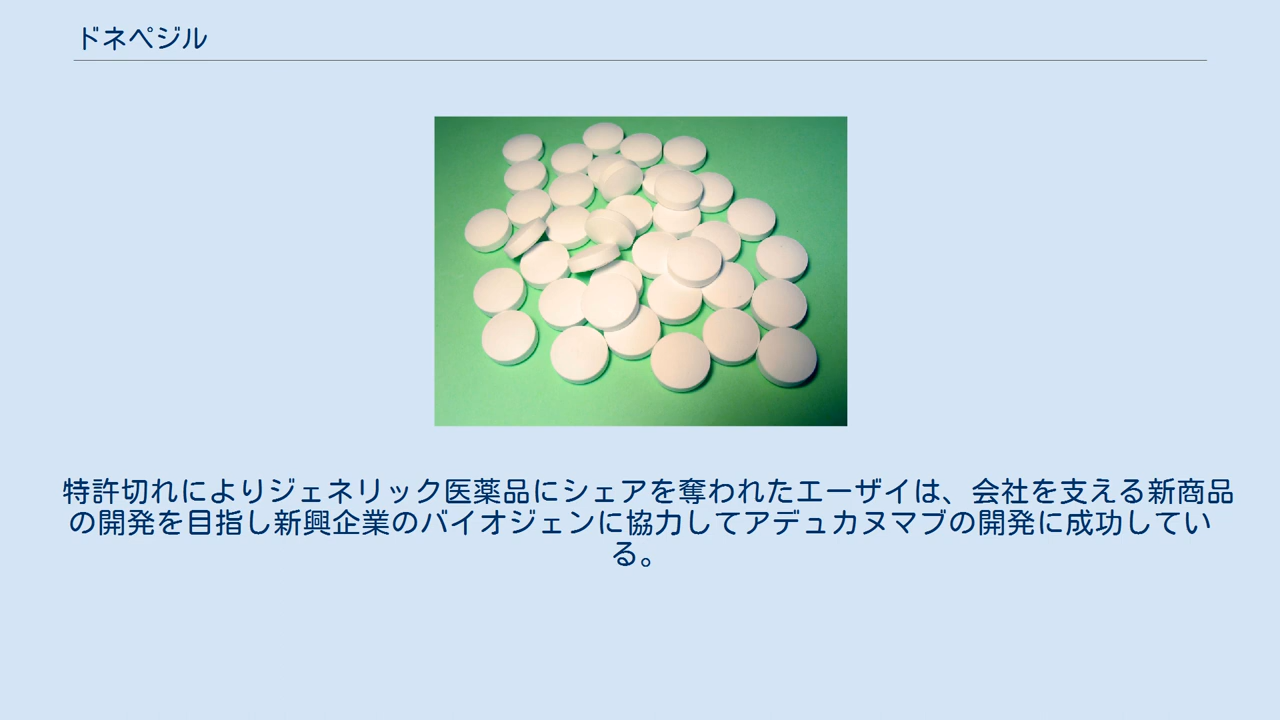 ドネペジル
特許切れによりジェネリック医薬品にシェアを奪われたエーザイは、会社を支える新商品
の開発を目指し新興企業のバイオジェンに協力してアデュカヌマブの開発に成功してい
る。